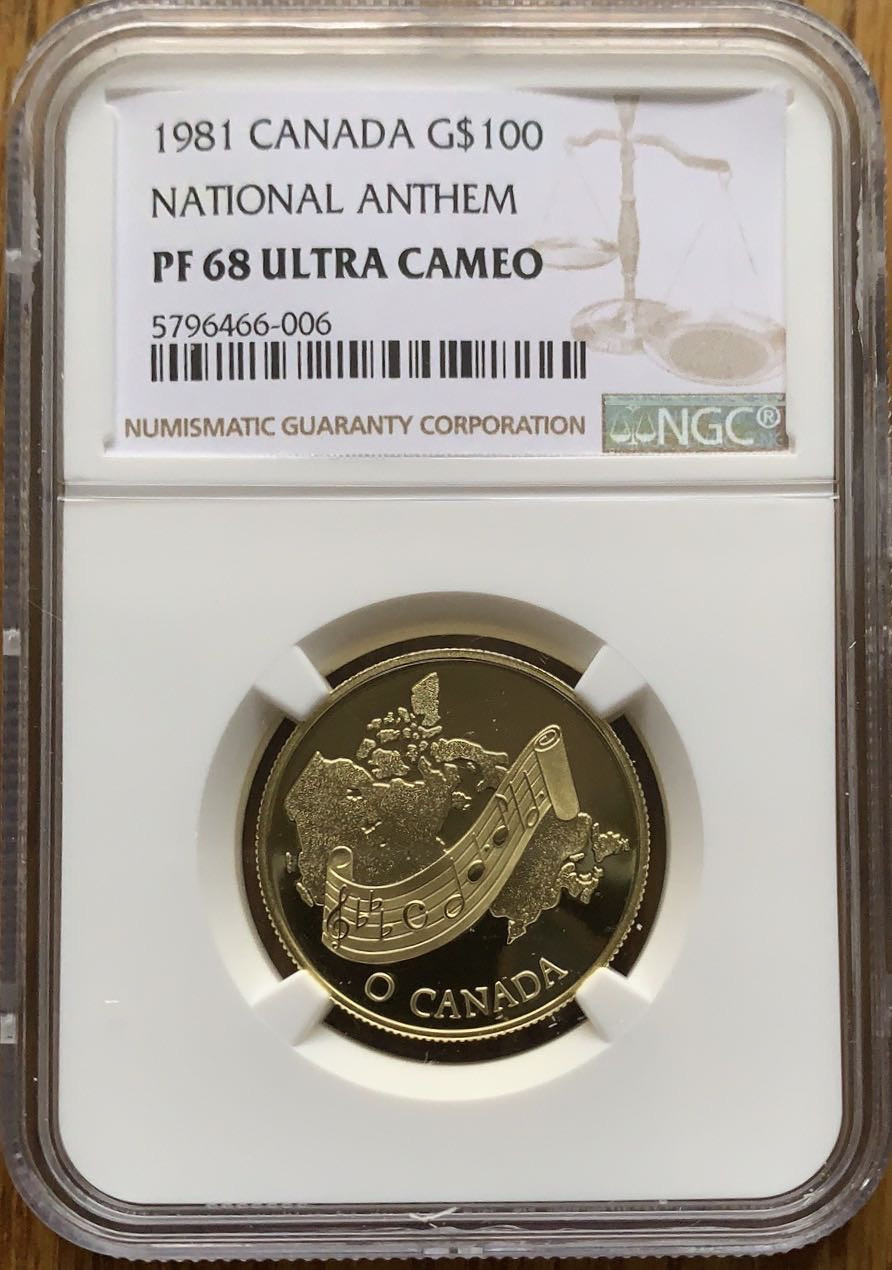 1981 CANADA G$100
NATIONAL ANTHEM
PF 68 ULTRA CAMEO
5796466-006
NUMISMATIC GUARANTY CORPORATION
NGC®
O CANADA